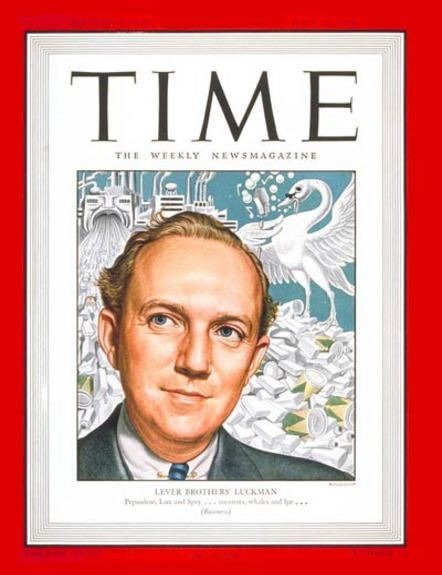 TIME
THE WEEKLY NEWSMAGAZINE
LEVER BROTHERS' LUCKMAN
Pepsodent, Lux and Spry . . . coconuts, whales and lye . . .
(Business)